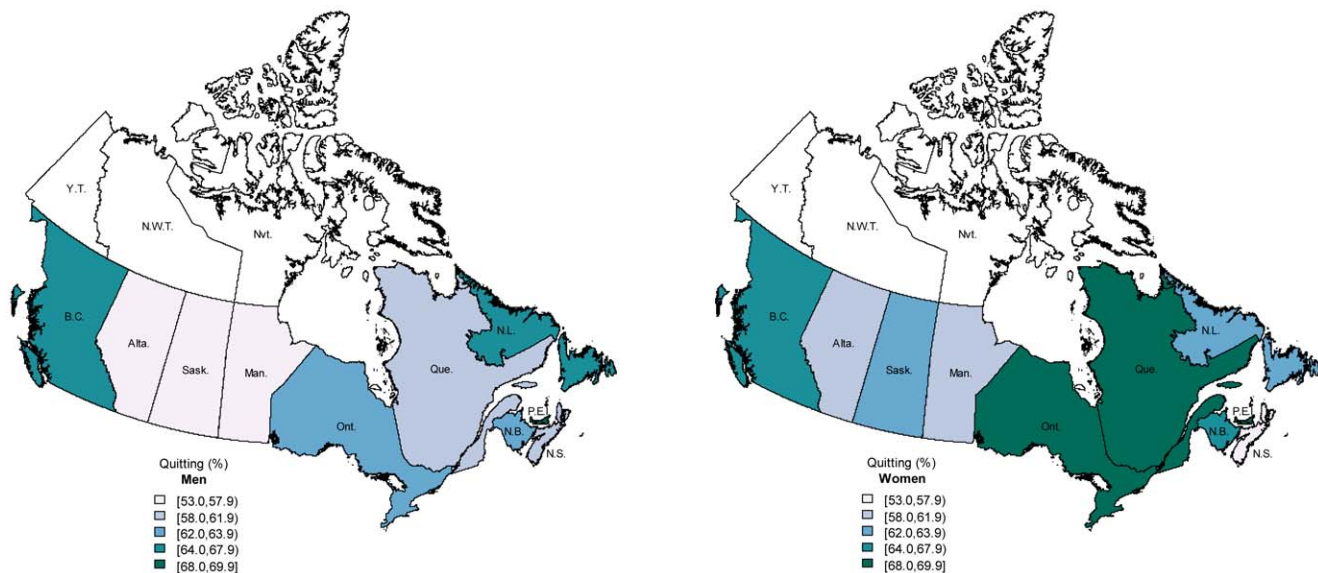 Y.T.
N.W.T.
Nvt.
B.C.
Alta.
Sask.
Man.
Ont.
Que.
N.L.
P.E.
N.B.
N.S.
Quitting (%)
Men
[53.0,57.9)
[58.0,61.9)
[62.0,63.9)
[64.0,67.9)
[68.0,69.9]
Y.T.
N.W.T.
Nvt.
B.C.
Alta.
Sask.
Man.
Ont.
Que.
N.L.
P.E.
N.B.
N.S.
Quitting (%)
Women
[53.0,57.9)
[58.0,61.9)
[62.0,63.9)
[64.0,67.9)
[68.0,69.9]